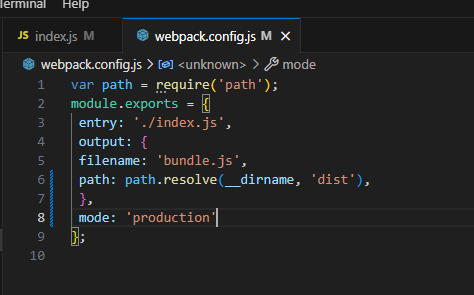 Terminal Help
JS index.js M
webpack.config.js M
webpack.config.js > <unknown> > mode
1 var path = require('path');
2 module.exports = {
3 entry: './index.js',
4 output: {
5 filename: 'bundle.js',
6 path: path.resolve(__dirname, 'dist'),
7 },
8 mode: 'production'
9 };
10